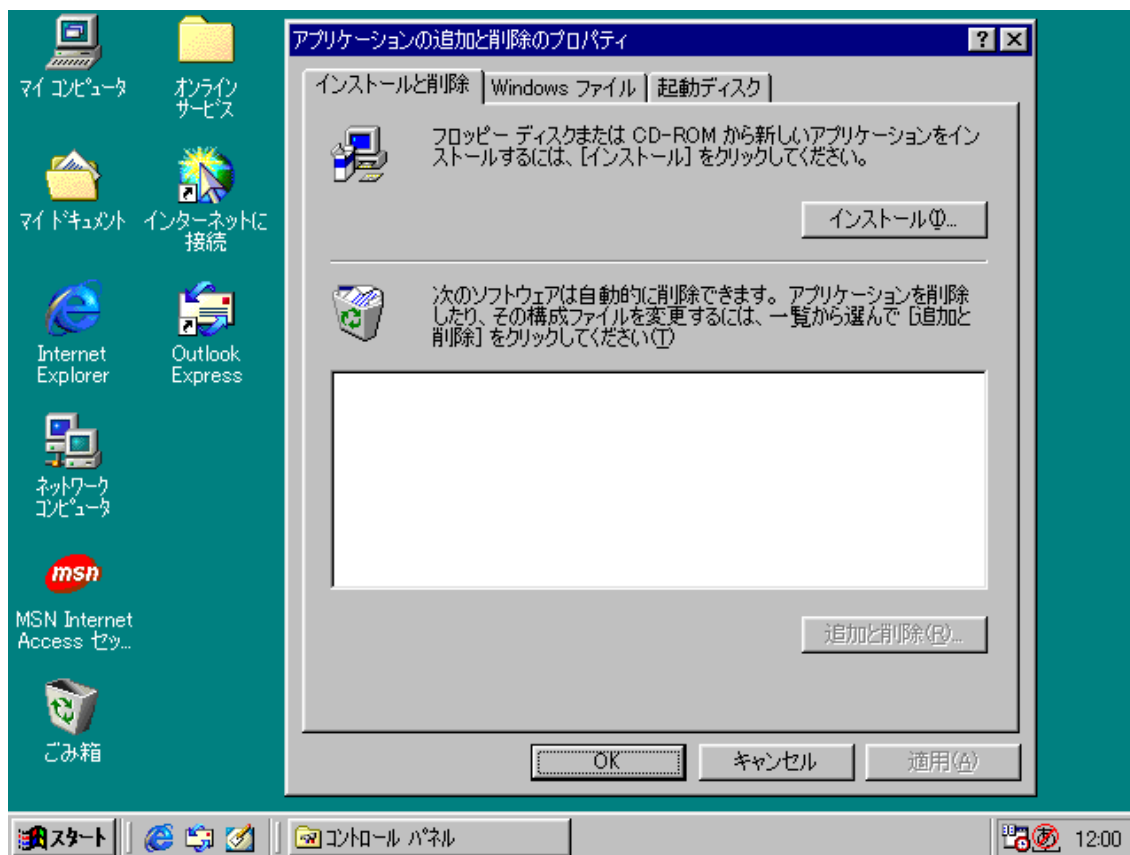 マイ コンピュータ
オンライン
サービス
マイ ドキュメント
インターネットに
接続
Internet
Explorer
Outlook
Express
ネットワーク
コンピュータ
msn
MSN Internet
Access セッ...
ごみ箱
アプリケーションの追加と削除のプロパティ
インストールと削除
Windows ファイル
起動ディスク
フロッピー ディスクまたは CD-ROM から新しいアプリケーションをイン
ストールするには、[インストール] をクリックしてください。
インストール(I)...
次のソフトウェアは自動的に削除できます。アプリケーションを削除
したり、その構成ファイルを変更するには、一覧から選んで [追加と
削除] をクリックしてください(T)
追加と削除(R)...
OK
キャンセル
適用(A)
スタート
コントロール パネル
あ
12:00